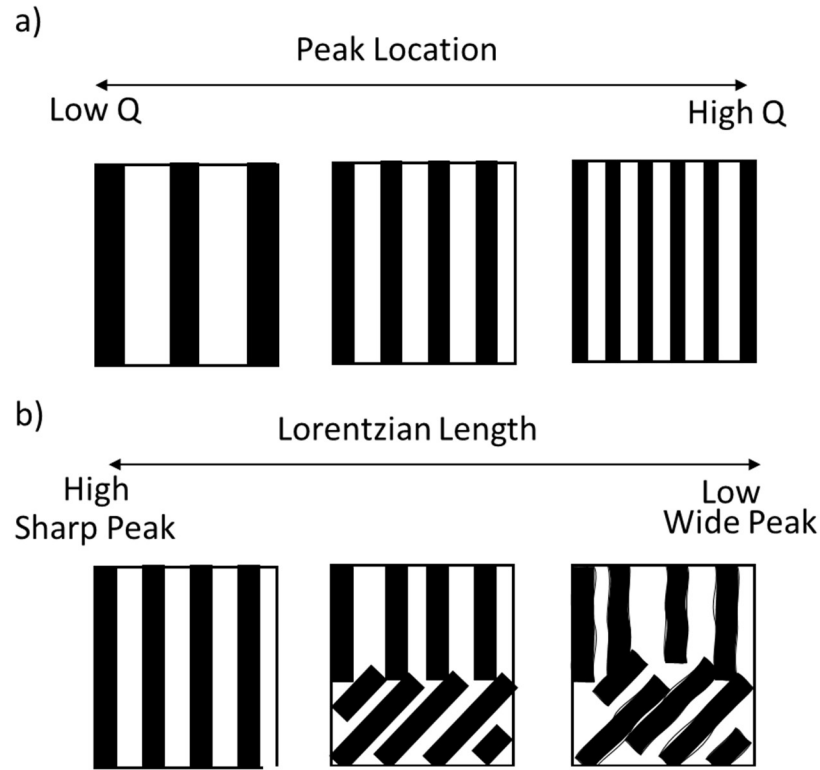 a)
Peak Location
Low Q
High Q
b)
Lorentzian Length
High
Sharp Peak
Low
Wide Peak